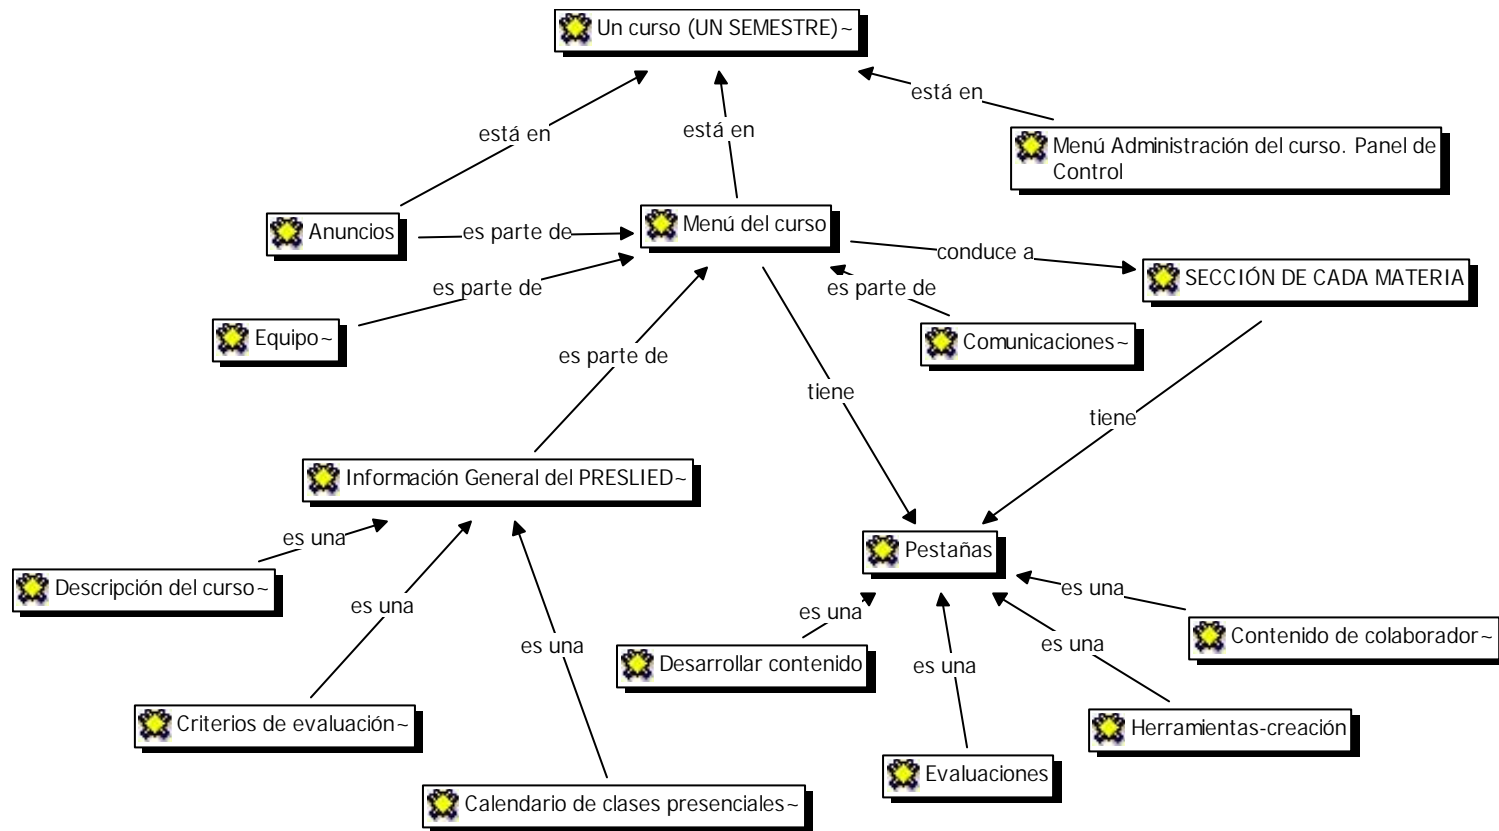 Un curso (UN SEMESTRE)~
está en
está en
está en
Menú Administración del curso. Panel de
Control
Anuncios
es parte de
Menú del curso
conduce a
SECCIÓN DE CADA MATERIA
es parte de
es parte de
Equipo~
Comunicaciones~
es parte de
tiene
tiene
Información General del PRESLIED~
es una
Pestañas
Descripción del curso~
es una
es una
es una
es una
es una
es una
Contenido de colaborador~
Desarrollar contenido
es una
Criterios de evaluación~
Herramientas-creación
Evaluaciones
Calendario de clases presenciales~